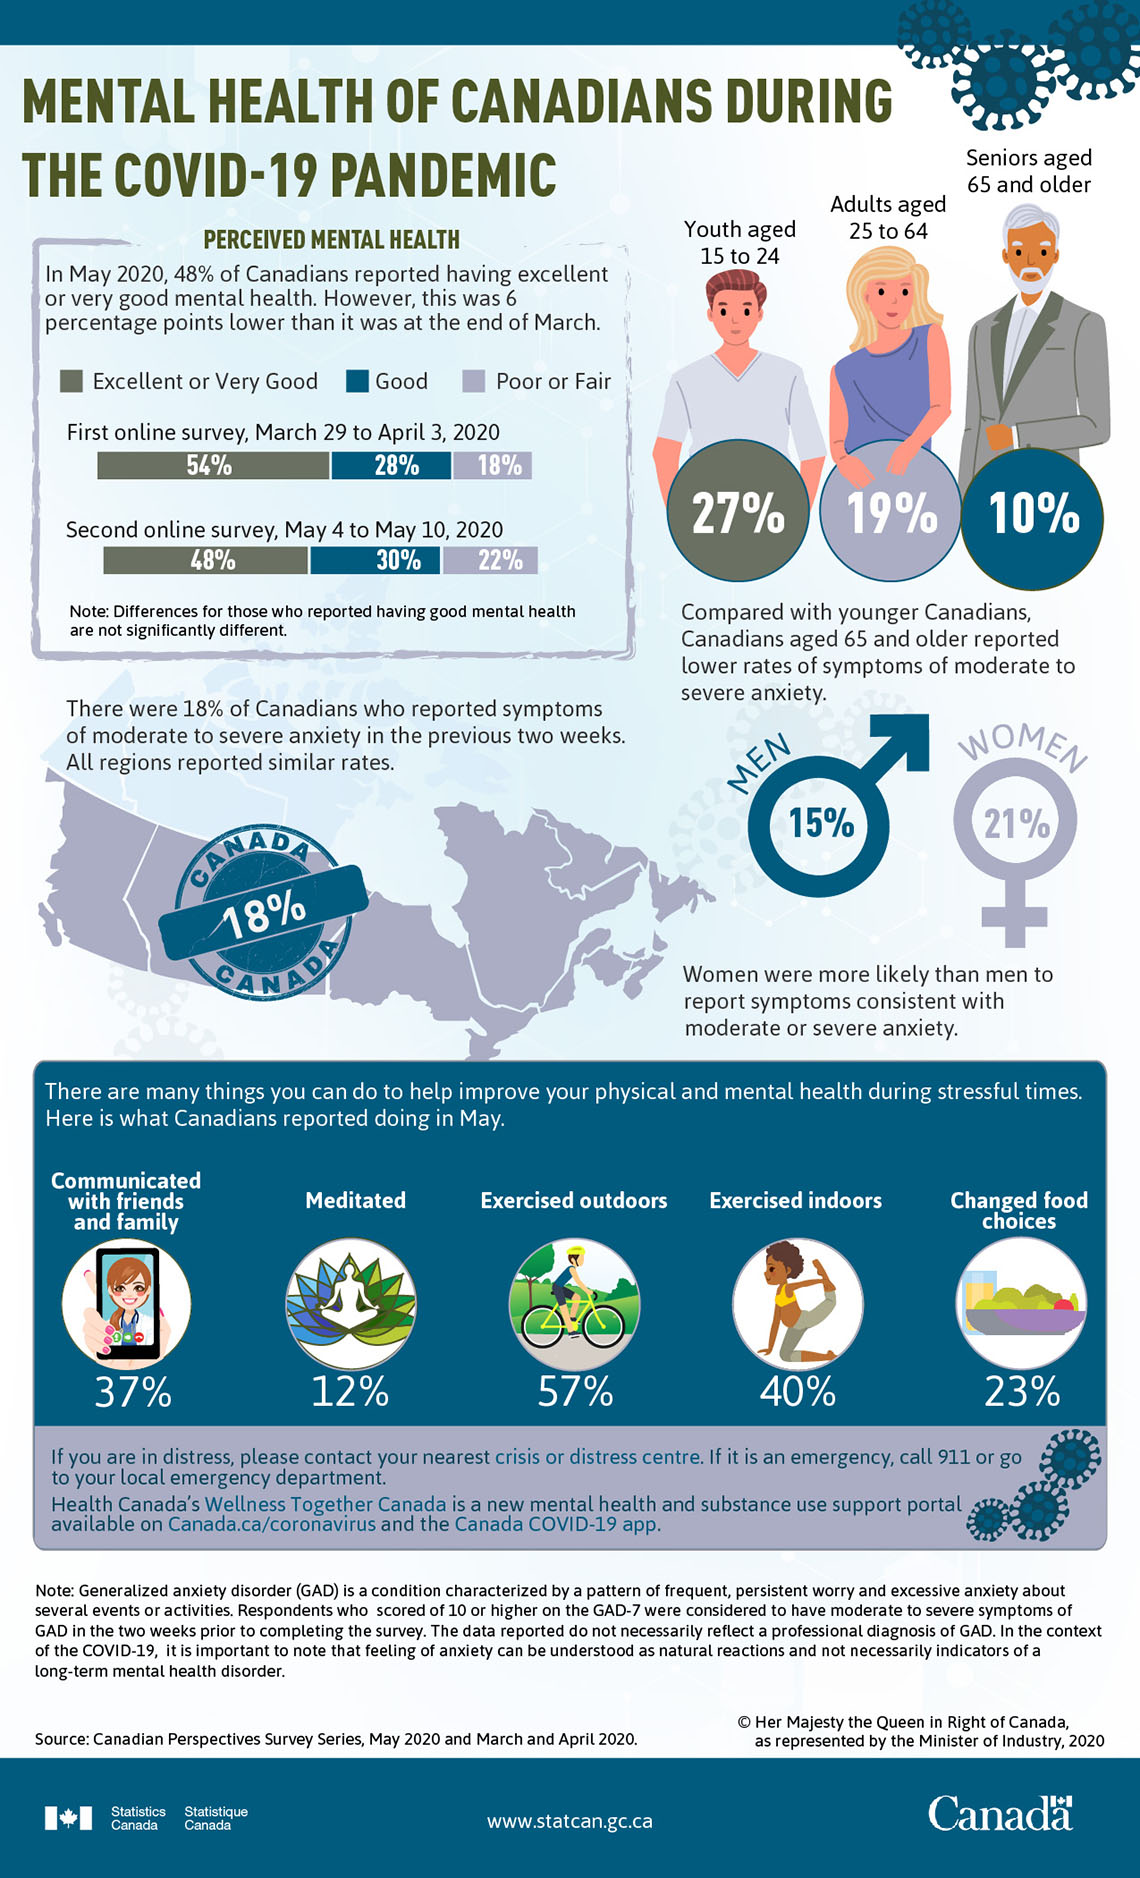 MENTAL HEALTH OF CANADIANS DURING
THE COVID-19 PANDEMIC
PERCEIVED MENTAL HEALTH
In May 2020, 48% of Canadians reported having excellent
or very good mental health. However, this was 6
percentage points lower than it was at the end of March.
Excellent or Very Good Good Poor or Fair
First online survey, March 29 to April 3, 2020
54% 28% 18%
Second online survey, May 4 to May 10, 2020
48% 30% 22%
Note: Differences for those who reported having good mental health
are not significantly different.
Youth aged
15 to 24
Adults aged
25 to 64
Seniors aged
65 and older
27% 19% 10%
Compared with younger Canadians,
Canadians aged 65 and older reported
lower rates of symptoms of moderate to
severe anxiety.
There were 18% of Canadians who reported symptoms
of moderate to severe anxiety in the previous two weeks.
All regions reported similar rates.
CANADA
18%
CANADA
MEN
15%
WOMEN
21%
Women were more likely than men to
report symptoms consistent with
moderate or severe anxiety.
There are many things you can do to help improve your physical and mental health during stressful times.
Here is what Canadians reported doing in May.
Communicated
with friends
and family
37%
Meditated
12%
Exercised outdoors
57%
Exercised indoors
40%
Changed food
choices
23%
If you are in distress, please contact your nearest crisis or distress centre. If it is an emergency, call 911 or go
to your local emergency department.
Health Canada's Wellness Together Canada is a new mental health and substance use support portal
available on Canada.ca/coronavirus and the Canada COVID-19 app.
Note: Generalized anxiety disorder (GAD) is a condition characterized by a pattern of frequent, persistent worry and excessive anxiety about
several events or activities. Respondents who scored of 10 or higher on the GAD-7 were considered to have moderate to severe symptoms of
GAD in the two weeks prior to completing the survey. The data reported do not necessarily reflect a professional diagnosis of GAD. In the context
of the COVID-19, it is important to note that feeling of anxiety can be understood as natural reactions and not necessarily indicators of a
long-term mental health disorder.
Source: Canadian Perspectives Survey Series, May 2020 and March and April 2020.
© Her Majesty the Queen in Right of Canada,
as represented by the Minister of Industry, 2020
Statistics Statistique
Canada Canada
www.statcan.gc.ca
Canada